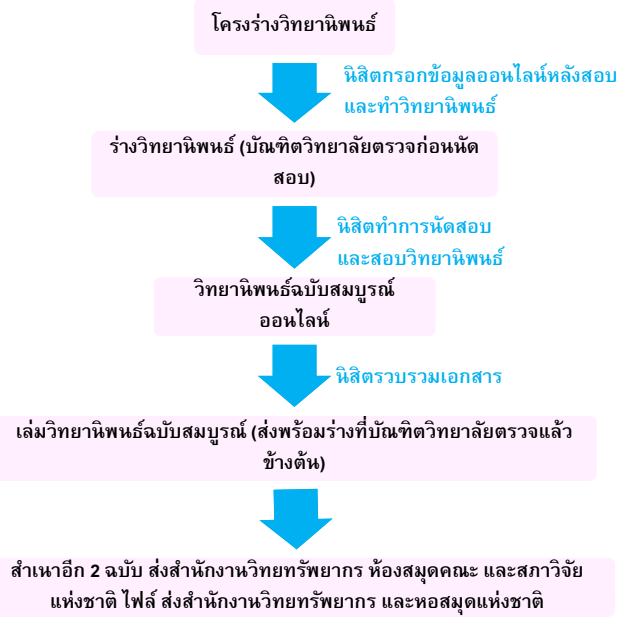 โครงร่างวิทยานิพนธ์
นิสิตกรอกข้อมูลออนไลน์หลังสอบ
และทำวิทยานิพนธ์
ร่างวิทยานิพนธ์ (บัณฑิตวิทยาลัยตรวจก่อนนัด
สอบ)
นิสิตทำการนัดสอบ
และสอบวิทยานิพนธ์
วิทยานิพนธ์ฉบับสมบูรณ์
ออนไลน์
นิสิตรวบรวมเอกสาร
เล่มวิทยานิพนธ์ฉบับสมบูรณ์ (ส่งพร้อมร่างที่บัณฑิตวิทยาลัยตรวจแล้ว
ข้างต้น)
สำเนาอีก 2 ฉบับ ส่งสำนักงานวิทยทรัพยากร ห้องสมุดคณะ และสภาวิจัย
แห่งชาติ ไฟล์ ส่งสำนักงานวิทยทรัพยากร และหอสมุดแห่งชาติ